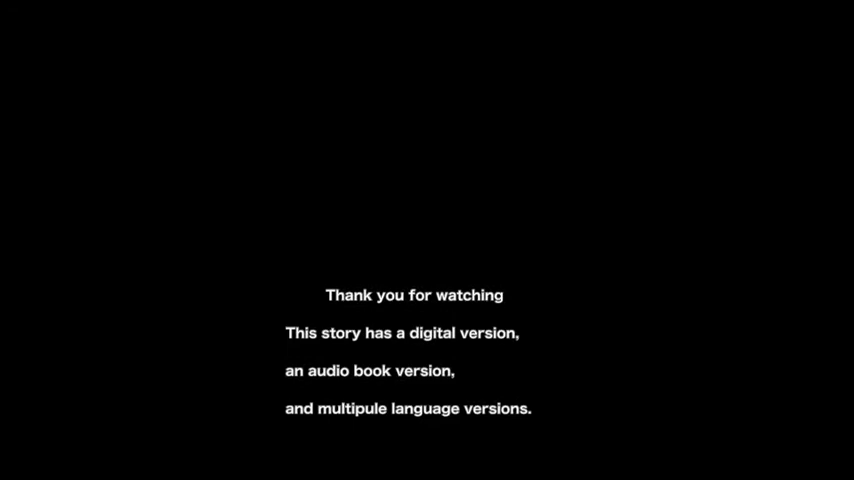 Thank you for watching
This story has a digital version,
an audio book version,
and multipule language versions.